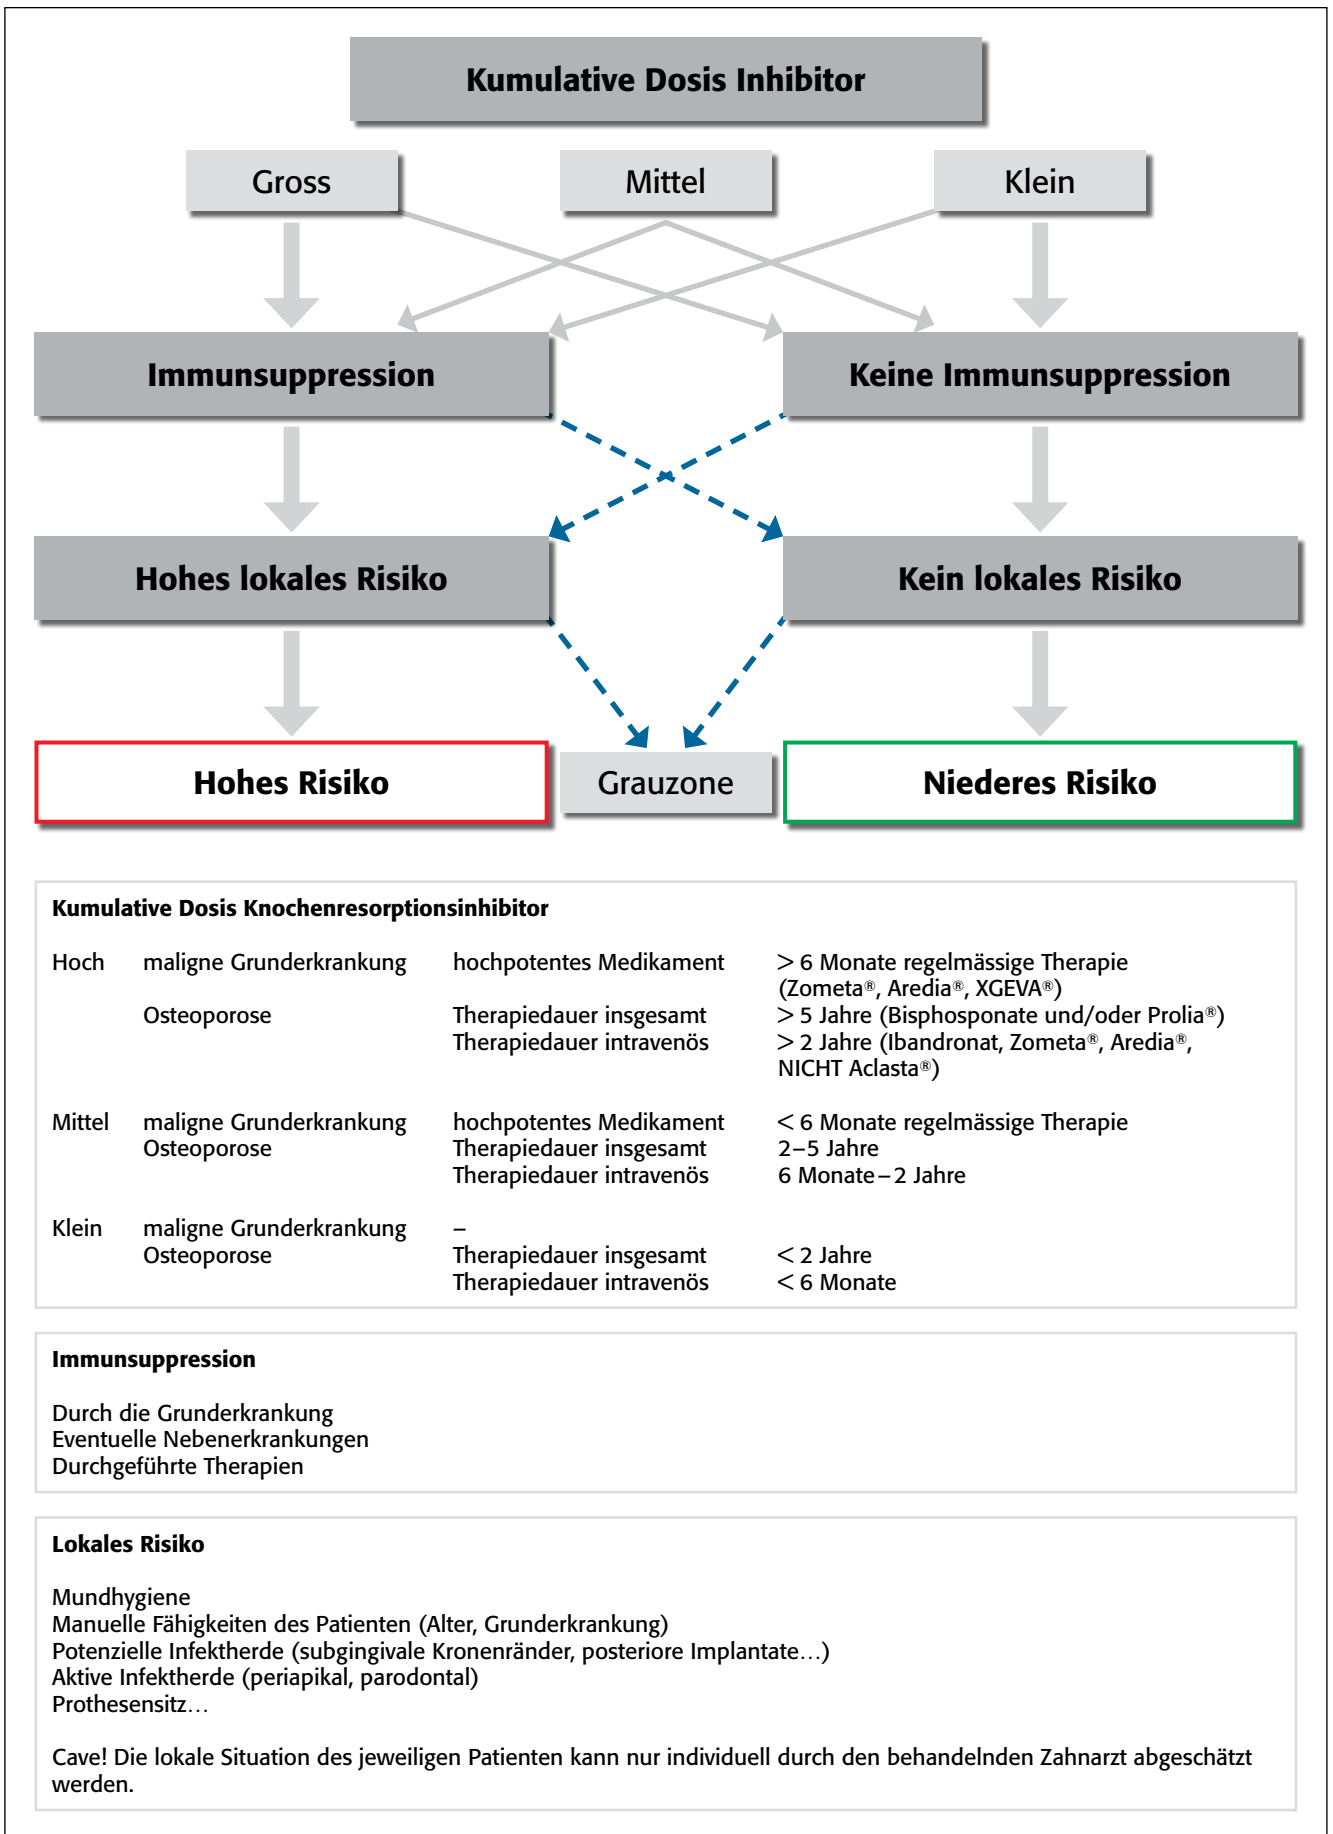 Kumulative Dosis Inhibitor
Gross Mittel Klein
Immunsuppression Keine Immunsuppression
Hohes lokales Risiko Kein lokales Risiko
Hohes Risiko Grauzone Niederes Risiko
Kumulative Dosis Knochenresorptionsinhibitor
Hoch maligne Grunderkrankung hochpotentes Medikament > 6 Monate regelmässige Therapie
(Zometa®, Aredia®, XGEVA®)
Osteoporose Therapiedauer insgesamt > 5 Jahre (Bisphosponate und/oder Prolia®)
Therapiedauer intravenös > 2 Jahre (Ibandronat, Zometa®, Aredia®,
NICHT Aclasta®)
Mittel maligne Grunderkrankung hochpotentes Medikament < 6 Monate regelmässige Therapie
Osteoporose Therapiedauer insgesamt 2–5 Jahre
Therapiedauer intravenös 6 Monate – 2 Jahre
Klein maligne Grunderkrankung –
Osteoporose Therapiedauer insgesamt < 2 Jahre
Therapiedauer intravenös < 6 Monate
Immunsuppression
Durch die Grunderkrankung
Eventuelle Nebenerkrankungen
Durchgeführte Therapien
Lokales Risiko
Mundhygiene
Manuelle Fähigkeiten des Patienten (Alter, Grunderkrankung)
Potenzielle Infektherde (subgingivale Kronenränder, posteriore Implantate…)
Aktive Infektherde (periapikal, parodontal)
Prothesensitz…
Cave! Die lokale Situation des jeweiligen Patienten kann nur individuell durch den behandelnden Zahnarzt abgeschätzt
werden.